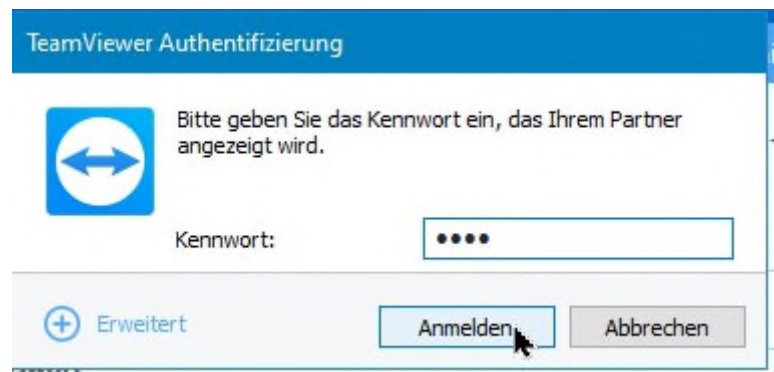 TeamViewer Authentifizierung
Bitte geben Sie das Kennwort ein, das Ihrem Partner
angezeigt wird.
Kennwort: ••••
Erweitert Anmelden Abbrechen